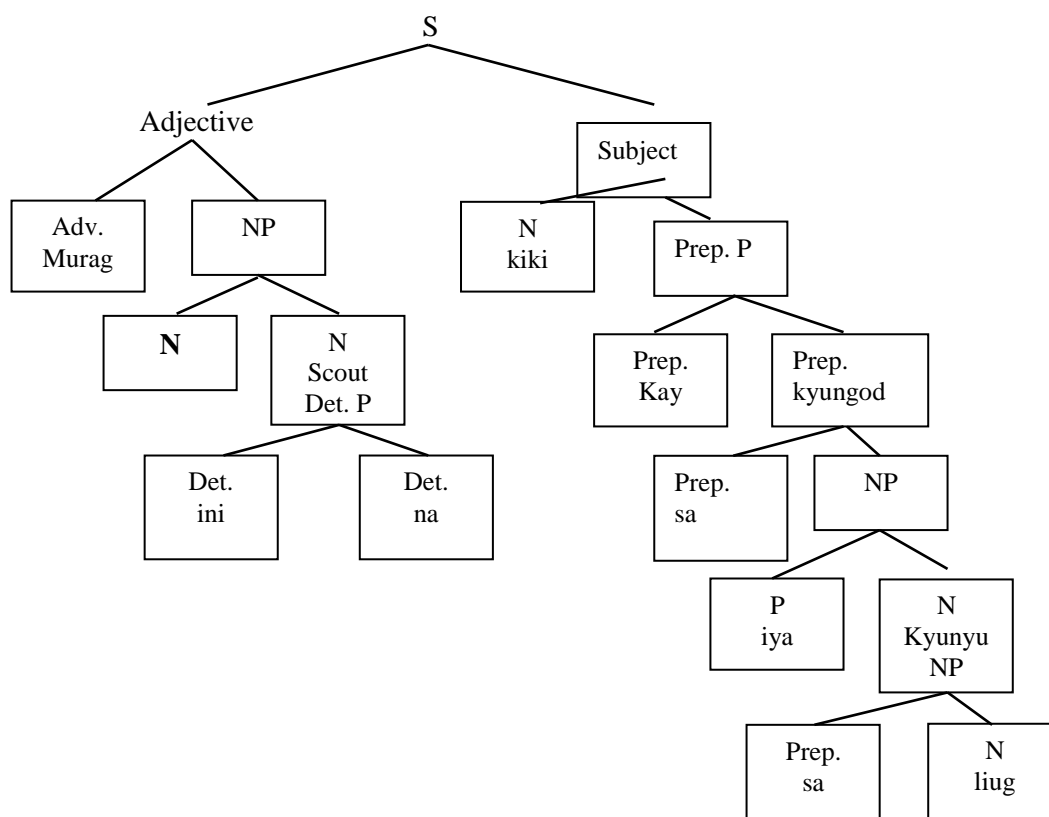 S
Adjective
Subject
Adv.
Murag
NP
N
kiki
Prep. P
N
N
Scout
Det. P
Prep.
Kay
Prep.
kyungod
Det.
ini
Det.
na
Prep.
sa
NP
P
iya
N
Kyunyu
NP
Prep.
sa
N
liug